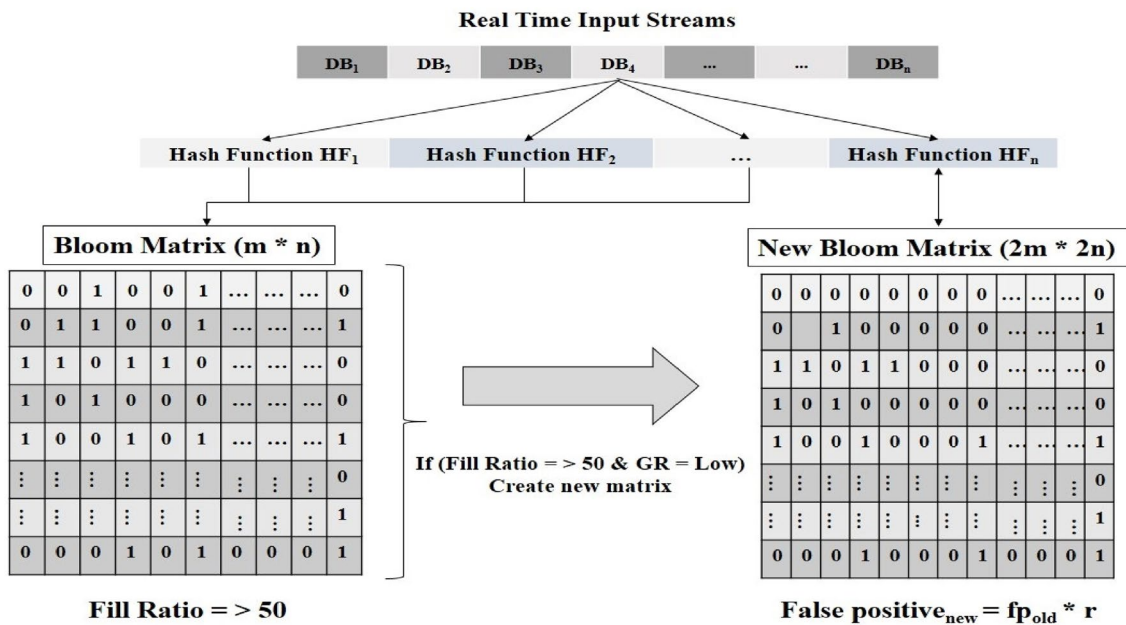 Real Time Input Streams
DB₁ DB₂ DB₃ DB₄ ... ... DBₙ
Hash Function HF₁ Hash Function HF₂ ... Hash Function HFₙ
Bloom Matrix (m * n)
0 0 1 0 0 1 ... ... ... 0
0 1 1 0 0 1 ... ... ... 1
1 1 0 1 1 0 ... ... ... 0
1 0 1 0 0 0 ... ... ... 0
1 0 0 1 0 1 ... ... ... 1
⋮ ⋮ ⋮ ⋮ ⋮ ⋮ ⋮ ⋮ ⋮ 0
⋮ ⋮ ⋮ ⋮ ⋮ ⋮ ⋮ ⋮ ⋮ 1
0 0 0 1 0 1 0 0 0 1
Fill Ratio = > 50
If (Fill Ratio = > 50 & GR = Low)
Create new matrix
New Bloom Matrix (2m * 2n)
0 0 0 0 0 0 0 0 ... ... ... 0
0 1 0 0 0 0 0 ... ... ... 1
1 1 0 1 1 0 0 0 ... ... ... 0
1 0 1 0 0 0 0 0 ... ... ... 0
1 0 0 1 0 0 0 1 ... ... ... 1
⋮ ⋮ ⋮ ⋮ ⋮ ⋮ ⋮ ⋮ ⋮ ⋮ ⋮ 0
⋮ ⋮ ⋮ ⋮ ⋮ ⋮ ⋮ ⋮ ⋮ ⋮ ⋮ 1
0 0 0 1 0 0 0 1 0 0 0 1
False positiveₙₑw = fpₒₗd * r